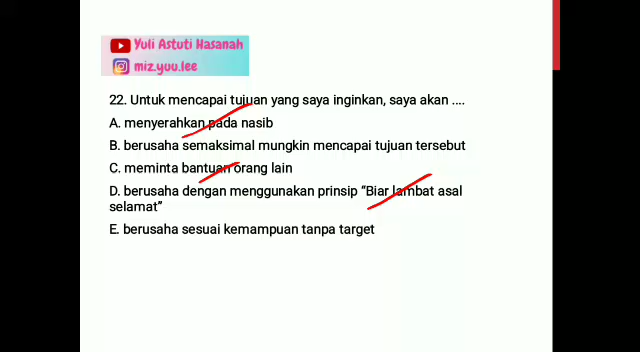 Yuli Astuti Hasanah
miz.yuu.lee
22. Untuk mencapai tujuan yang saya inginkan, saya akan ....
A. menyerahkan pada nasib
B. berusaha semaksimal mungkin mencapai tujuan tersebut
C. meminta bantuan orang lain
D. berusaha dengan menggunakan prinsip “Biar lambat asal
selamat”
E. berusaha sesuai kemampuan tanpa target